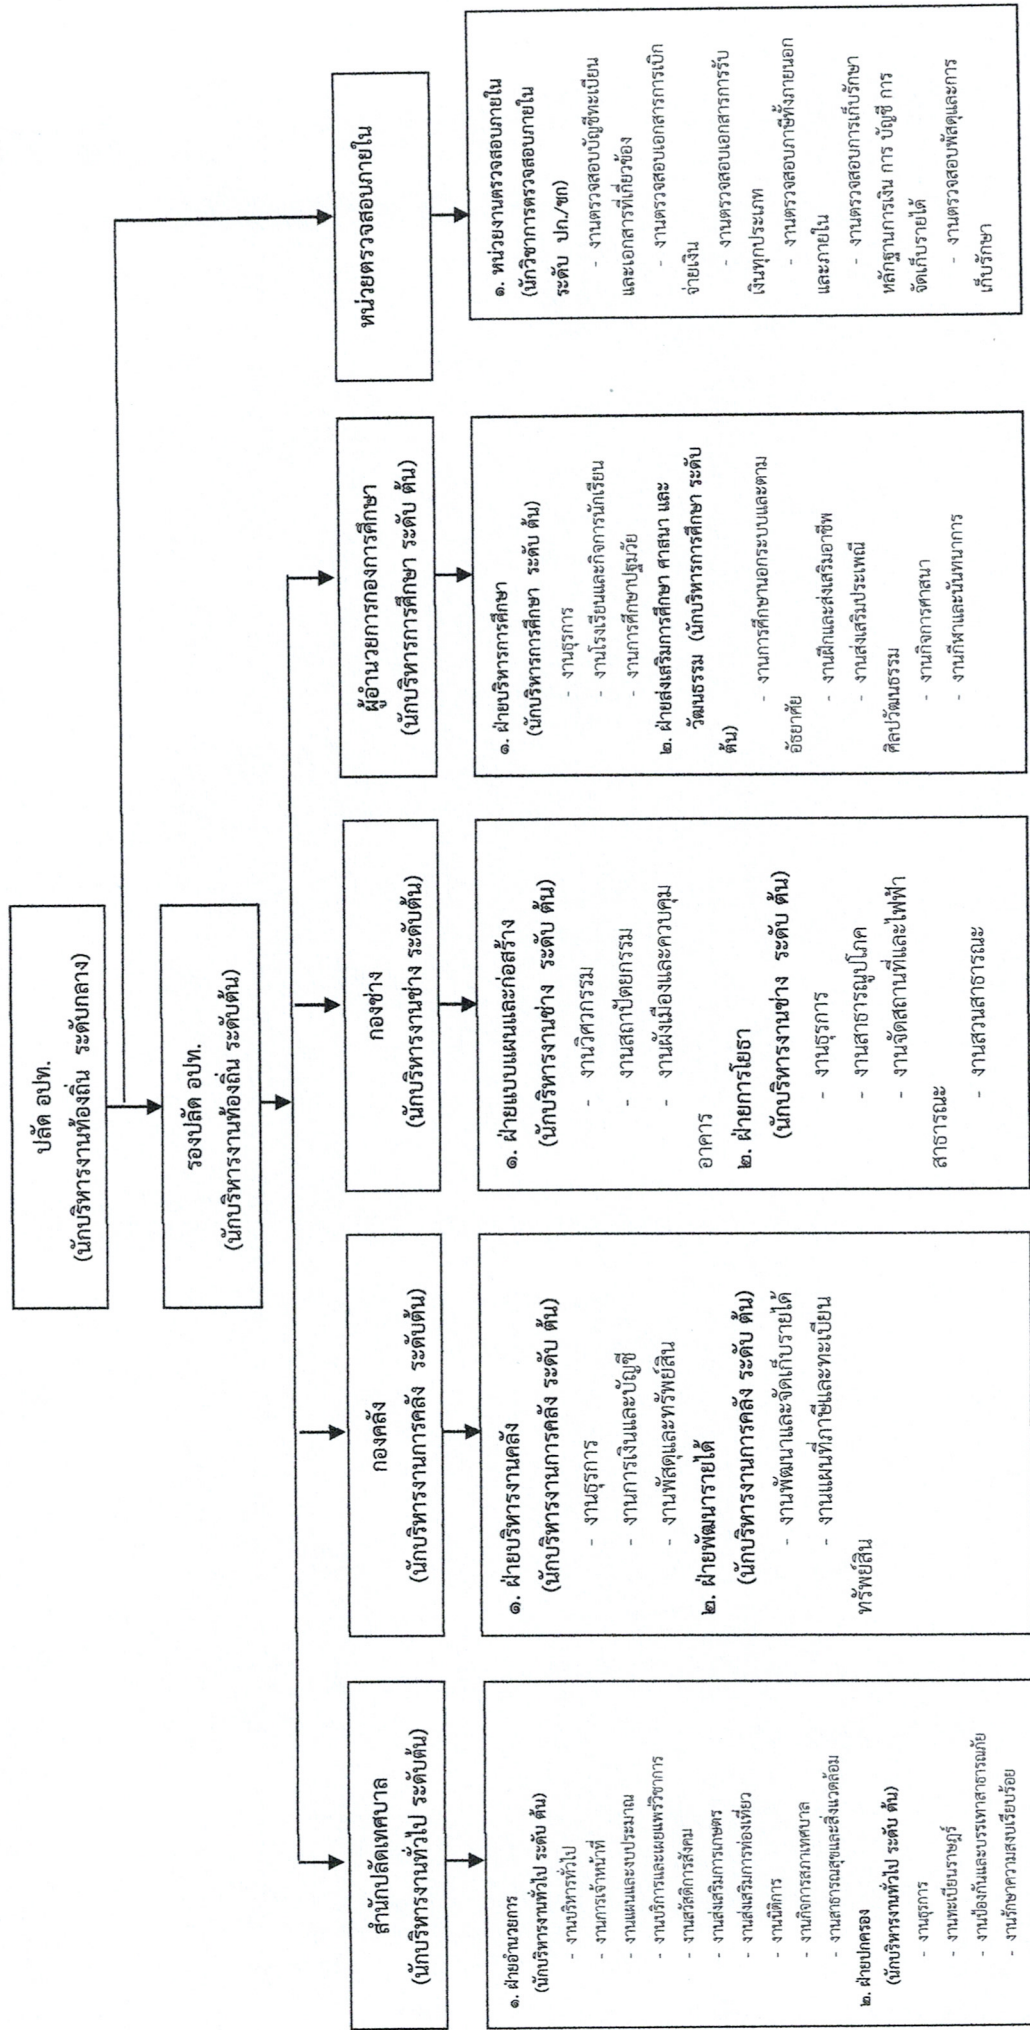 ปลัด อปท.
(นักบริหารงานท้องถิ่น ระดับกลาง)
รองปลัด อปท.
(นักบริหารงานท้องถิ่น ระดับต้น)
สำนักปลัดเทศบาล
(นักบริหารงานทั่วไป ระดับต้น)
กองคลัง
(นักบริหารงานการคลัง ระดับต้น)
กองช่าง
(นักบริหารงานช่าง ระดับต้น)
ผู้อำนวยการกองการศึกษา
(นักบริหารการศึกษา ระดับ ต้น)
หน่วยตรวจสอบภายใน
๑. ฝ่ายอำนวยการ
(นักบริหารงานทั่วไป ระดับ ต้น)
- งานบริหารทั่วไป
- งานการเจ้าหน้าที่
- งานแผนและงบประมาณ
- งานบริการและเผยแพร่วิชาการ
- งานสวัสดิการสังคม
- งานส่งเสริมการเกษตร
- งานส่งเสริมการท่องเที่ยว
- งานนิติการ
- งานกิจการสภาเทศบาล
- งานสาธารณสุขและสิ่งแวดล้อม
๒. ฝ่ายปกครอง
(นักบริหารงานทั่วไป ระดับ ต้น)
- งานธุรการ
- งานทะเบียนราษฎร์
- งานป้องกันและบรรเทาสาธารณภัย
- งานรักษาความสงบเรียบร้อย
๑. ฝ่ายบริหารงานคลัง
(นักบริหารงานการคลัง ระดับ ต้น)
- งานธุรการ
- งานการเงินและบัญชี
- งานพัสดุและทรัพย์สิน
๒. ฝ่ายพัฒนารายได้
(นักบริหารงานการคลัง ระดับ ต้น)
- งานพัฒนาและจัดเก็บรายได้
- งานแผนที่ภาษีและทะเบียน
ทรัพย์สิน
๑. ฝ่ายแบบแผนและก่อสร้าง
(นักบริหารงานช่าง ระดับ ต้น)
- งานวิศวกรรม
- งานสถาปัตยกรรม
- งานผังเมืองและควบคุม
อาคาร
๒. ฝ่ายการโยธา
(นักบริหารงานช่าง ระดับ ต้น)
- งานธุรการ
- งานสาธารณูปโภค
- งานจัดสถานที่และไฟฟ้า
สาธารณะ
- งานสวนสาธารณะ
๑. ฝ่ายบริหารการศึกษา
(นักบริหารการศึกษา ระดับ ต้น)
- งานธุรการ
- งานโรงเรียนและกิจการนักเรียน
- งานการศึกษาปฐมวัย
๒. ฝ่ายส่งเสริมการศึกษา ศาสนา และ
วัฒนธรรม (นักบริหารการศึกษา ระดับ
ต้น)
- งานการศึกษานอกระบบและตาม
อัธยาศัย
- งานฝึกและส่งเสริมอาชีพ
- งานส่งเสริมประเพณี
ศิลปวัฒนธรรม
- งานกิจการศาสนา
- งานกีฬาและนันทนาการ
๑. หน่วยงานตรวจสอบภายใน
(นักวิชาการตรวจสอบภายใน
ระดับ ปก./ชก)
- งานตรวจสอบบัญชีทะเบียน
และเอกสารที่เกี่ยวข้อง
- งานตรวจสอบเอกสารการเบิก
จ่ายเงิน
- งานตรวจสอบเอกสารการรับ
เงินทุกประเภท
- งานตรวจสอบภาษีทั้งภายนอก
และภายใน
- งานตรวจสอบการเก็บรักษา
หลักฐานการเงิน การ บัญชี การ
จัดเก็บรายได้
- งานตรวจสอบพัสดุและการ
เก็บรักษา